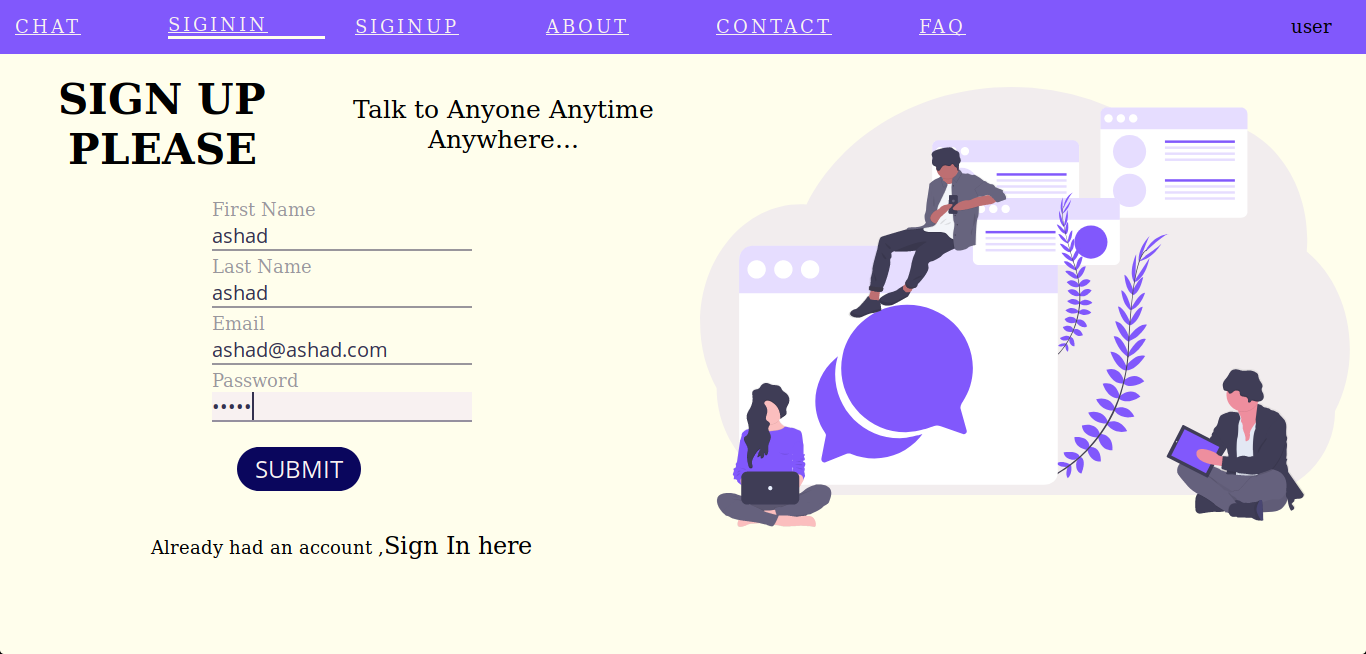 CHAT SIGININ SIGINUP ABOUT CONTACT FAQ user
SIGN UP
PLEASE
Talk to Anyone Anytime
Anywhere...
First Name
ashad
Last Name
ashad
Email
ashad@ashad.com
Password
•••••
SUBMIT
Already had an account ,Sign In here